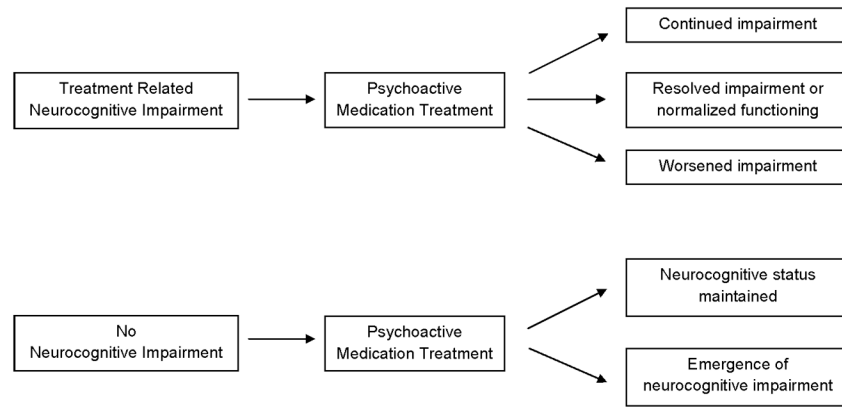 Treatment Related
Neurocognitive Impairment
Psychoactive
Medication Treatment
Continued impairment
Resolved impairment or
normalized functioning
Worsened impairment
No
Neurocognitive Impairment
Psychoactive
Medication Treatment
Neurocognitive status
maintained
Emergence of
neurocognitive impairment